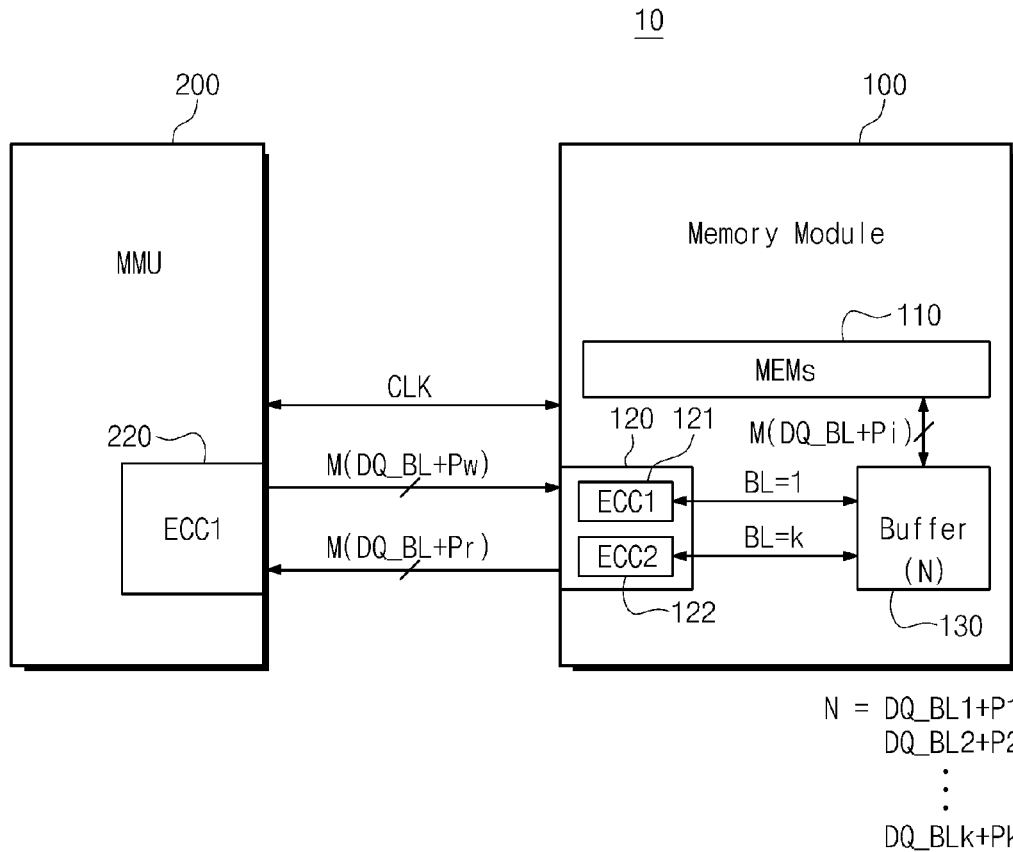 10
200
100
MMU
Memory Module
110
MEMs
CLK
M(DQ_BL+Pi)
220
120
121
M(DQ_BL+Pw)
ECC1
ECC1
BL=1
Buffer
(N)
M(DQ_BL+Pr)
ECC2
BL=k
122
130
N = DQ_BL1+P1
DQ_BL2+P2
DQ_BLk+Pk